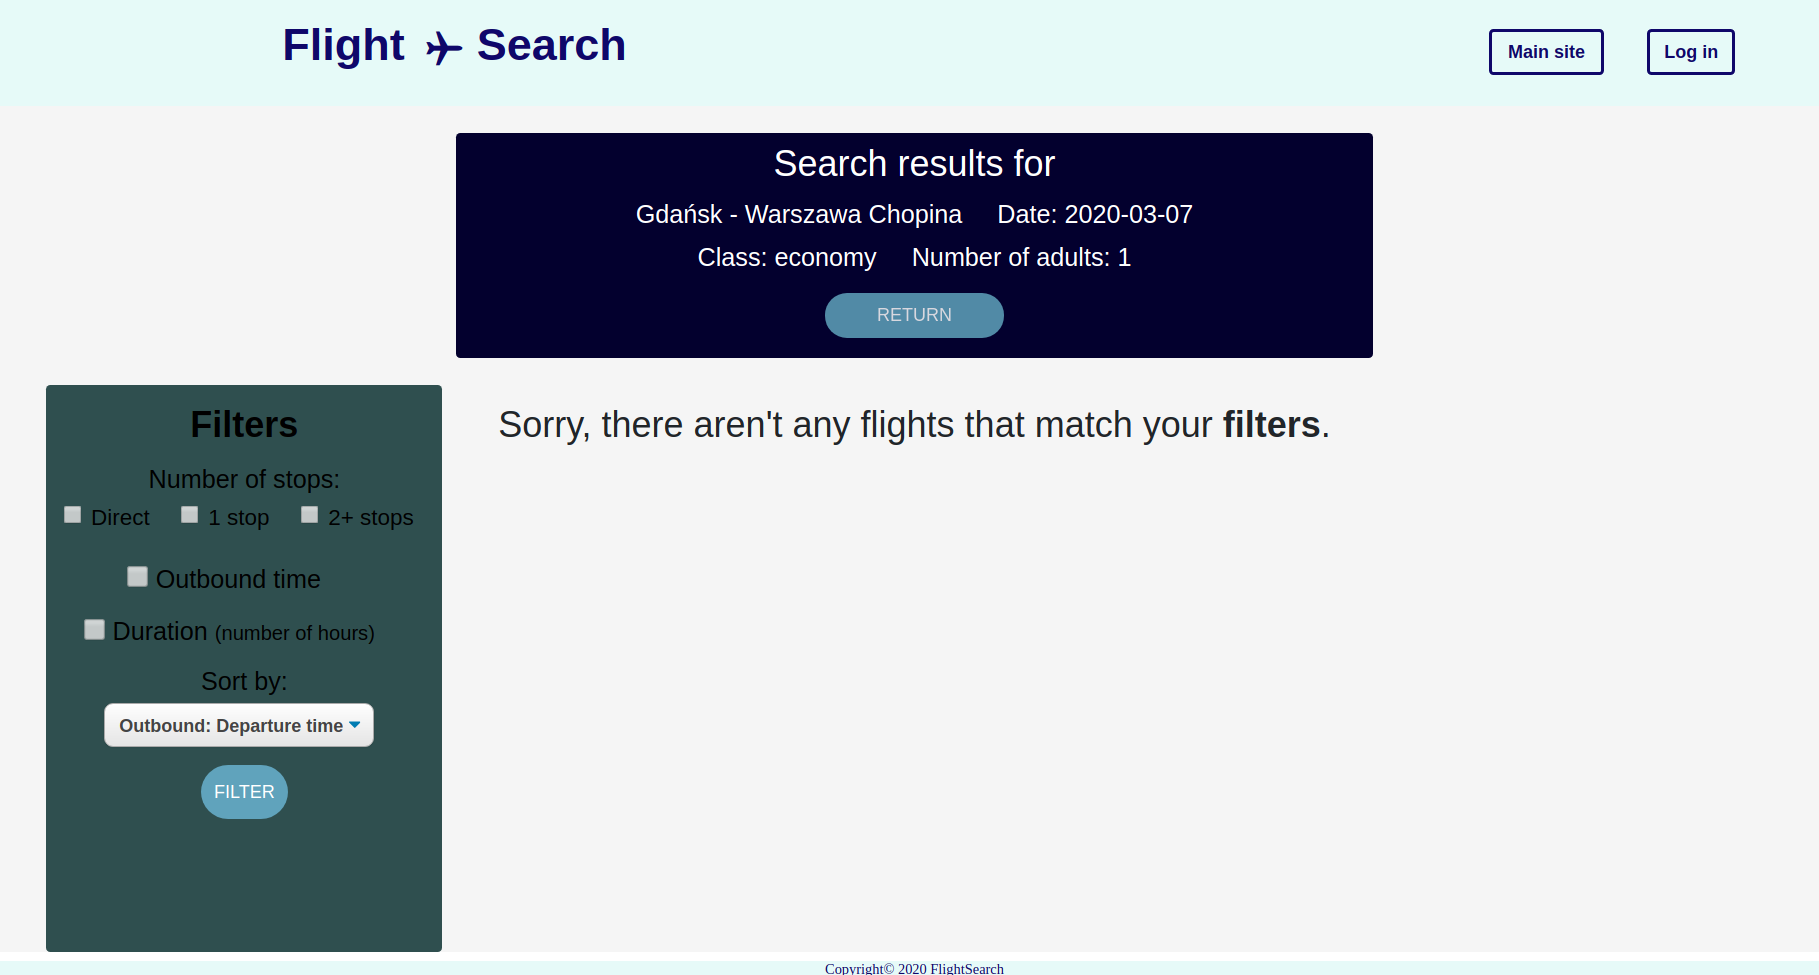 Flight Search
Main site
Log in
Search results for
Gdańsk - Warszawa Chopina Date: 2020-03-07
Class: economy Number of adults: 1
RETURN
Filters
Number of stops:
Direct 1 stop 2+ stops
Outbound time
Duration (number of hours)
Sort by:
Outbound: Departure time
FILTER
Sorry, there aren't any flights that match your filters.
Copyright© 2020 FlightSearch